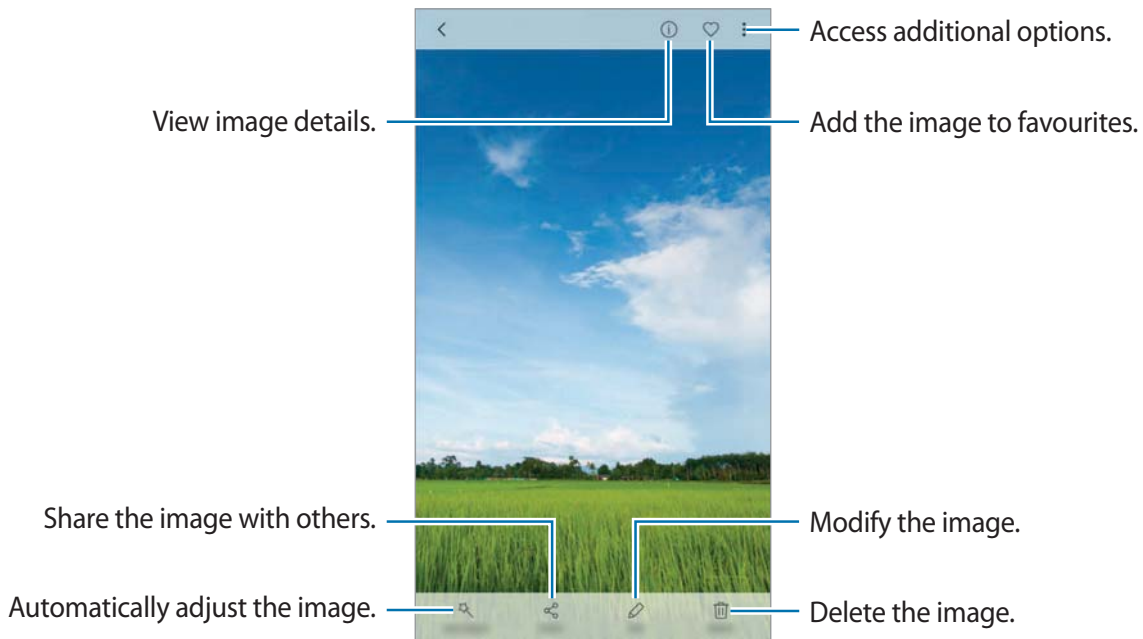 Access additional options.
View image details.
Add the image to favourites.
Share the image with others.
Modify the image.
Automatically adjust the image.
Delete the image.